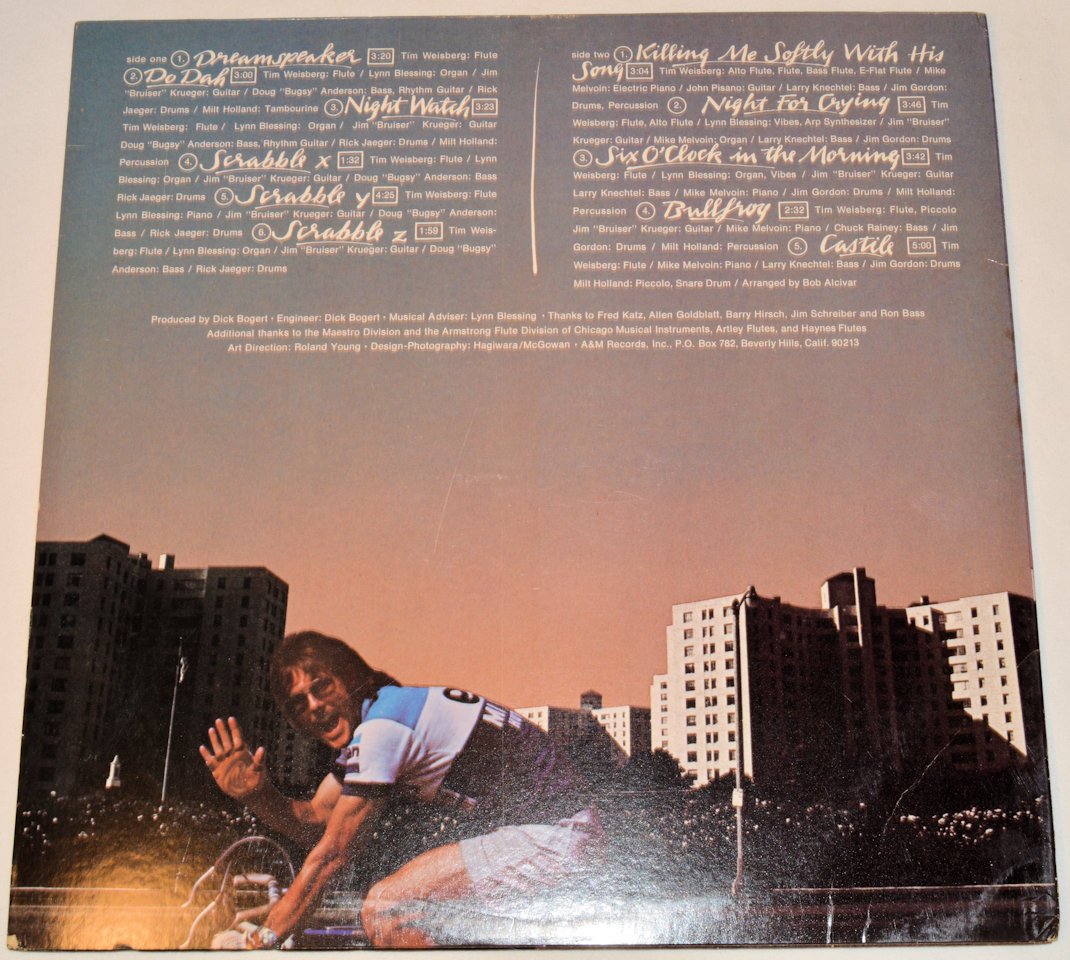 side one 1. Dreamspeaker 3:20 Tim Weisberg: Flute
2. Do Dah 3:00 Tim Weisberg: Flute / Lynn Blessing: Organ / Jim
"Bruiser" Krueger: Guitar / Doug "Bugsy" Anderson: Bass, Rhythm Guitar / Rick
Jaeger: Drums / Milt Holland: Tambourine 3. Night Watch 3:23
Tim Weisberg: Flute / Lynn Blessing: Organ / Jim "Bruiser" Krueger: Guitar
Doug "Bugsy" Anderson: Bass, Rhythm Guitar / Rick Jaeger: Drums / Milt Holland:
Percussion 4. Scrabble x 1:32 Tim Weisberg: Flute / Lynn
Blessing: Organ / Jim "Bruiser" Krueger: Guitar / Doug "Bugsy" Anderson: Bass
Rick Jaeger: Drums 5. Scrabble y 4:25 Tim Weisberg: Flute
Lynn Blessing: Piano / Jim "Bruiser" Krueger: Guitar / Doug "Bugsy" Anderson:
Bass / Rick Jaeger: Drums 6. Scrabble z 1:59 Tim Weis-
berg: Flute / Lynn Blessing: Organ / Jim "Bruiser" Krueger: Guitar / Doug "Bugsy"
Anderson: Bass / Rick Jaeger: Drums
side two 1. Killing Me Softly With His
Song 3:04 Tim Weisberg: Alto Flute, Flute, Bass Flute, E-Flat Flute / Mike
Melvoin: Electric Piano / John Pisano: Guitar / Larry Knechtel: Bass / Jim Gordon:
Drums, Percussion 2. Night For Crying 3:46 Tim
Weisberg: Flute, Alto Flute / Lynn Blessing: Vibes, Arp Synthesizer / Jim "Bruiser"
Krueger: Guitar / Mike Melvoin: Organ / Larry Knechtel: Bass / Jim Gordon: Drums
3. Six O'Clock in the Morning 3:42 Tim
Weisberg: Flute / Lynn Blessing: Organ, Vibes / Jim "Bruiser" Krueger: Guitar
Larry Knechtel: Bass / Mike Melvoin: Piano / Jim Gordon: Drums / Milt Holland:
Percussion 4. Bullfrog 2:32 Tim Weisberg: Flute, Piccolo
Jim "Bruiser" Krueger: Guitar / Mike Melvoin: Piano / Chuck Rainey: Bass / Jim
Gordon: Drums / Milt Holland: Percussion 5. Castile 5:00 Tim
Weisberg: Flute / Mike Melvoin: Piano / Larry Knechtel: Bass / Jim Gordon: Drums
Milt Holland: Piccolo, Snare Drum / Arranged by Bob Alcivar
Produced by Dick Bogert • Engineer: Dick Bogert • Musical Adviser: Lynn Blessing • Thanks to Fred Katz, Allen Goldblatt, Barry Hirsch, Jim Schreiber and Ron Bass
Additional thanks to the Maestro Division and the Armstrong Flute Division of Chicago Musical Instruments, Artley Flutes, and Haynes Flutes
Art Direction: Roland Young • Design-Photography: Hagiwara/McGowan • A&M Records, Inc., P.O. Box 782, Beverly Hills, Calif. 90213